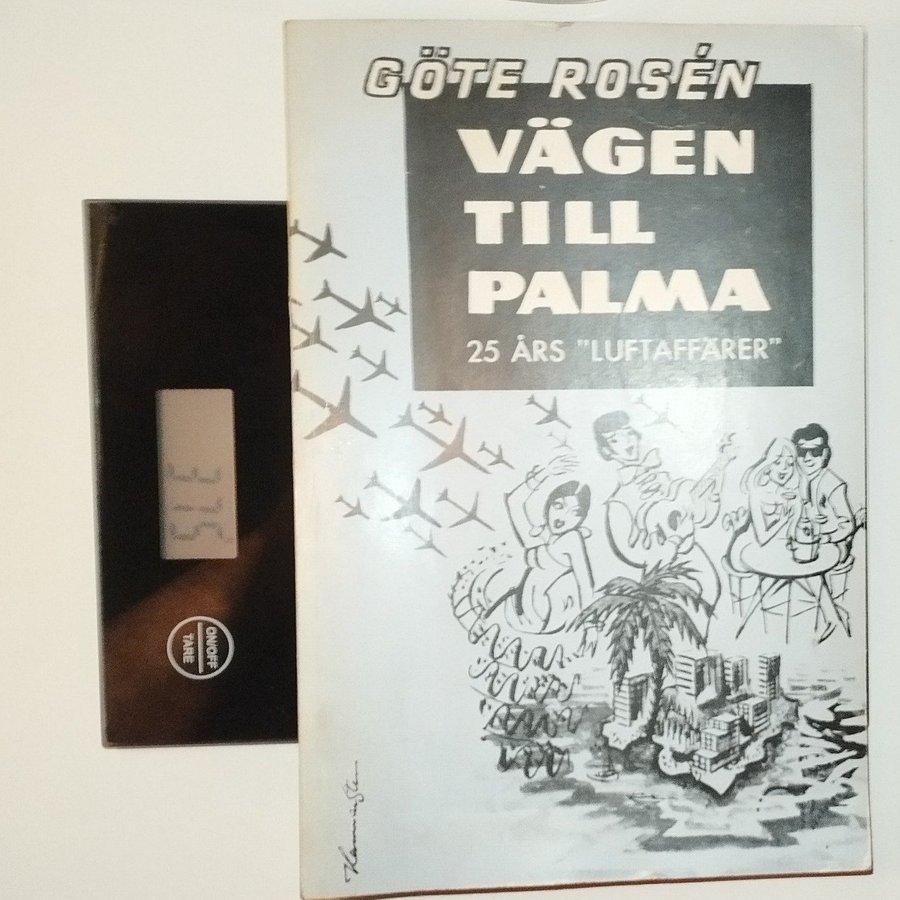 GÖTE ROSÉN
VÄGEN
TILL
PALMA
25 ÅRS "LUFTAFFÄRER"
ON/OFF
TARE